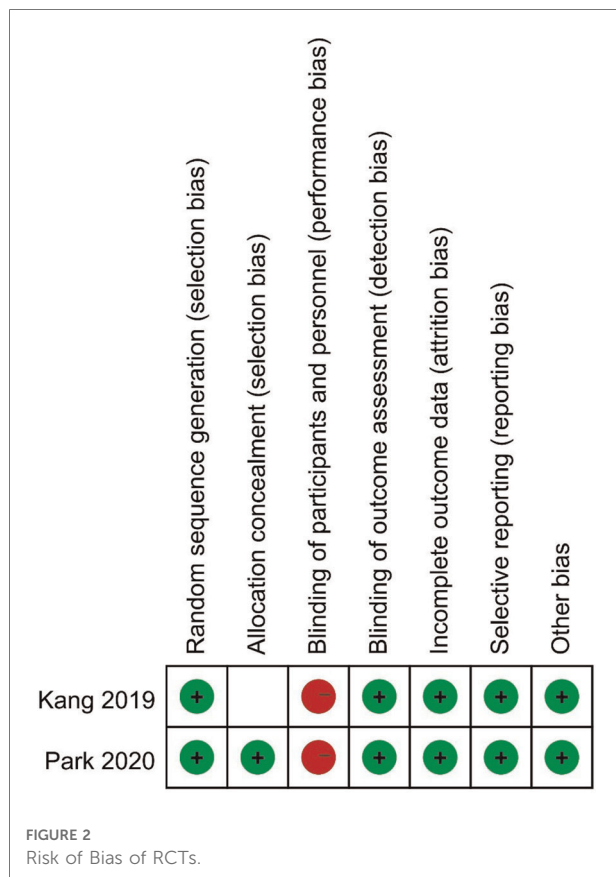 Random sequence generation (selection bias)
Allocation concealment (selection bias)
Blinding of participants and personnel (performance bias)
Blinding of outcome assessment (detection bias)
Incomplete outcome data (attrition bias)
Selective reporting (reporting bias)
Other bias
Kang 2019 + - + + + +
Park 2020 + + - + + + +
FIGURE 2
Risk of Bias of RCTs.